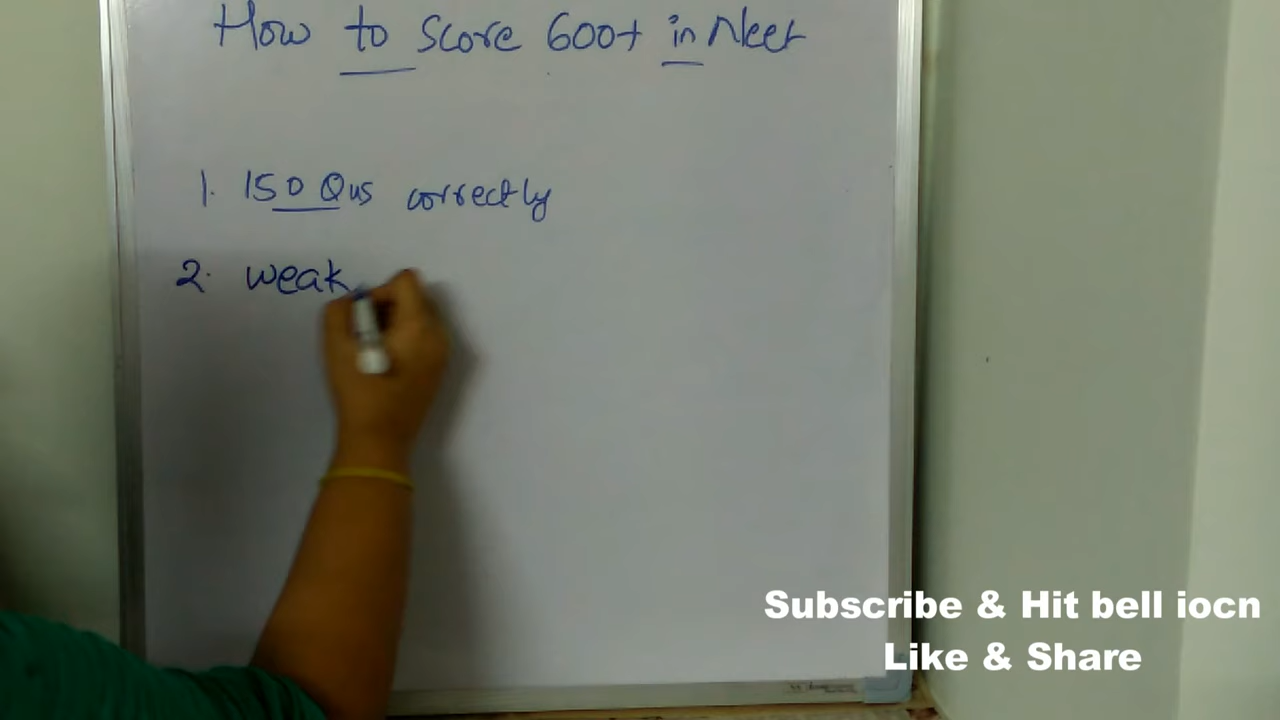 How to score 600+ in Neet
1. 150 Qus correctly
2. weak
Subscribe & Hit bell iocn
Like & Share